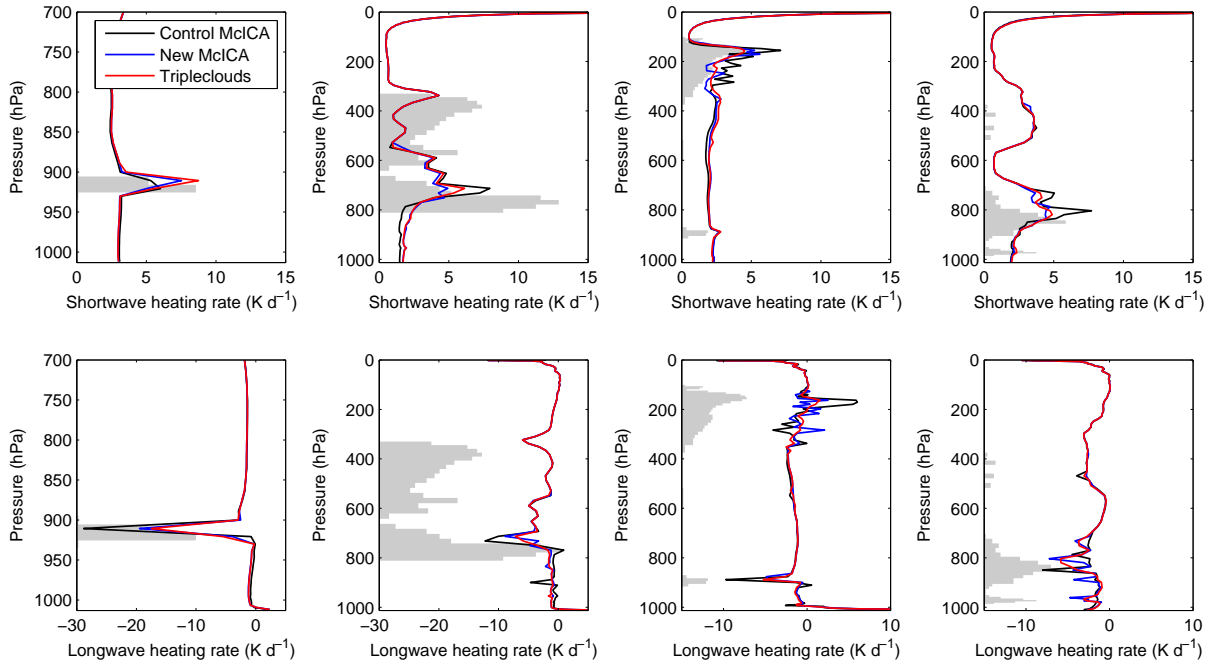 700
750
800
850
900
950
1000
Pressure (hPa)
Control McICA
New McICA
Tripleclouds
0 5 10 15
Shortwave heating rate (K d⁻¹)
0
200
400
600
800
1000
Pressure (hPa)
0 5 10 15
Shortwave heating rate (K d⁻¹)
0
200
400
600
800
1000
Pressure (hPa)
0 5 10 15
Shortwave heating rate (K d⁻¹)
0
200
400
600
800
1000
Pressure (hPa)
0 5 10 15
Shortwave heating rate (K d⁻¹)
700
750
800
850
900
950
1000
Pressure (hPa)
−30 −20 −10 0
Longwave heating rate (K d⁻¹)
0
200
400
600
800
1000
Pressure (hPa)
−30 −20 −10 0
Longwave heating rate (K d⁻¹)
0
200
400
600
800
1000
Pressure (hPa)
−10 0 10
Longwave heating rate (K d⁻¹)
0
200
400
600
800
1000
Pressure (hPa)
−10 0 10
Longwave heating rate (K d⁻¹)